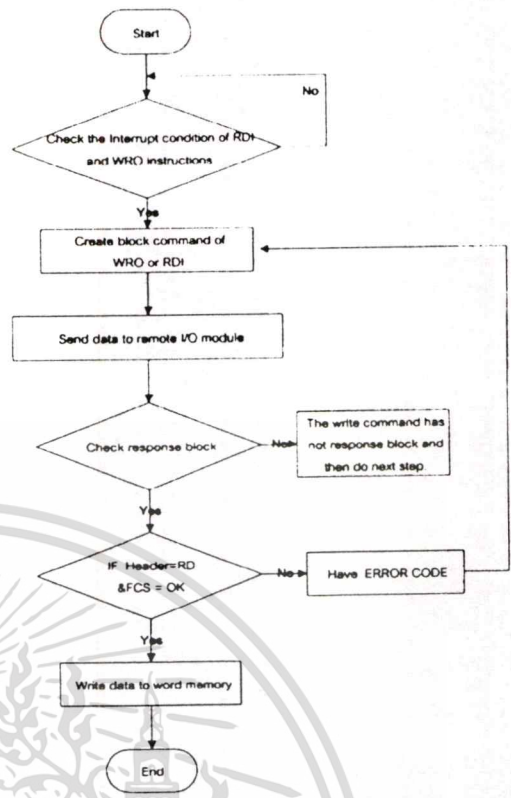 Start
No
Check the Interrupt condition of RDI
and WRO instructions
Yes
Create block command of
WRO or RDI
Send data to remote I/O module
Check response block
No
The write command has
not response block and
then do next step.
Yes
IF Header=RD
&FCS = OK
No
Have ERROR CODE
Yes
Write data to word memory
End